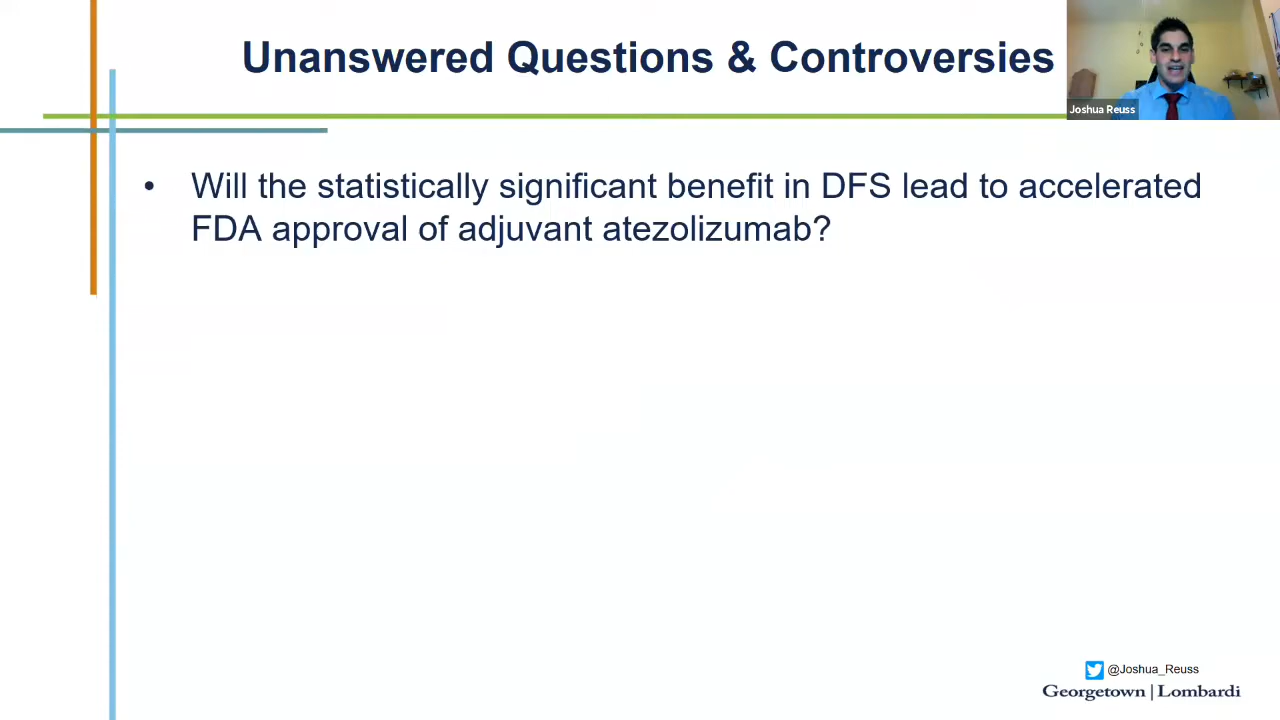 Unanswered Questions & Controversies
Joshua Reuss
• Will the statistically significant benefit in DFS lead to accelerated
FDA approval of adjuvant atezolizumab?
@Joshua_Reuss
Georgetown | Lombardi